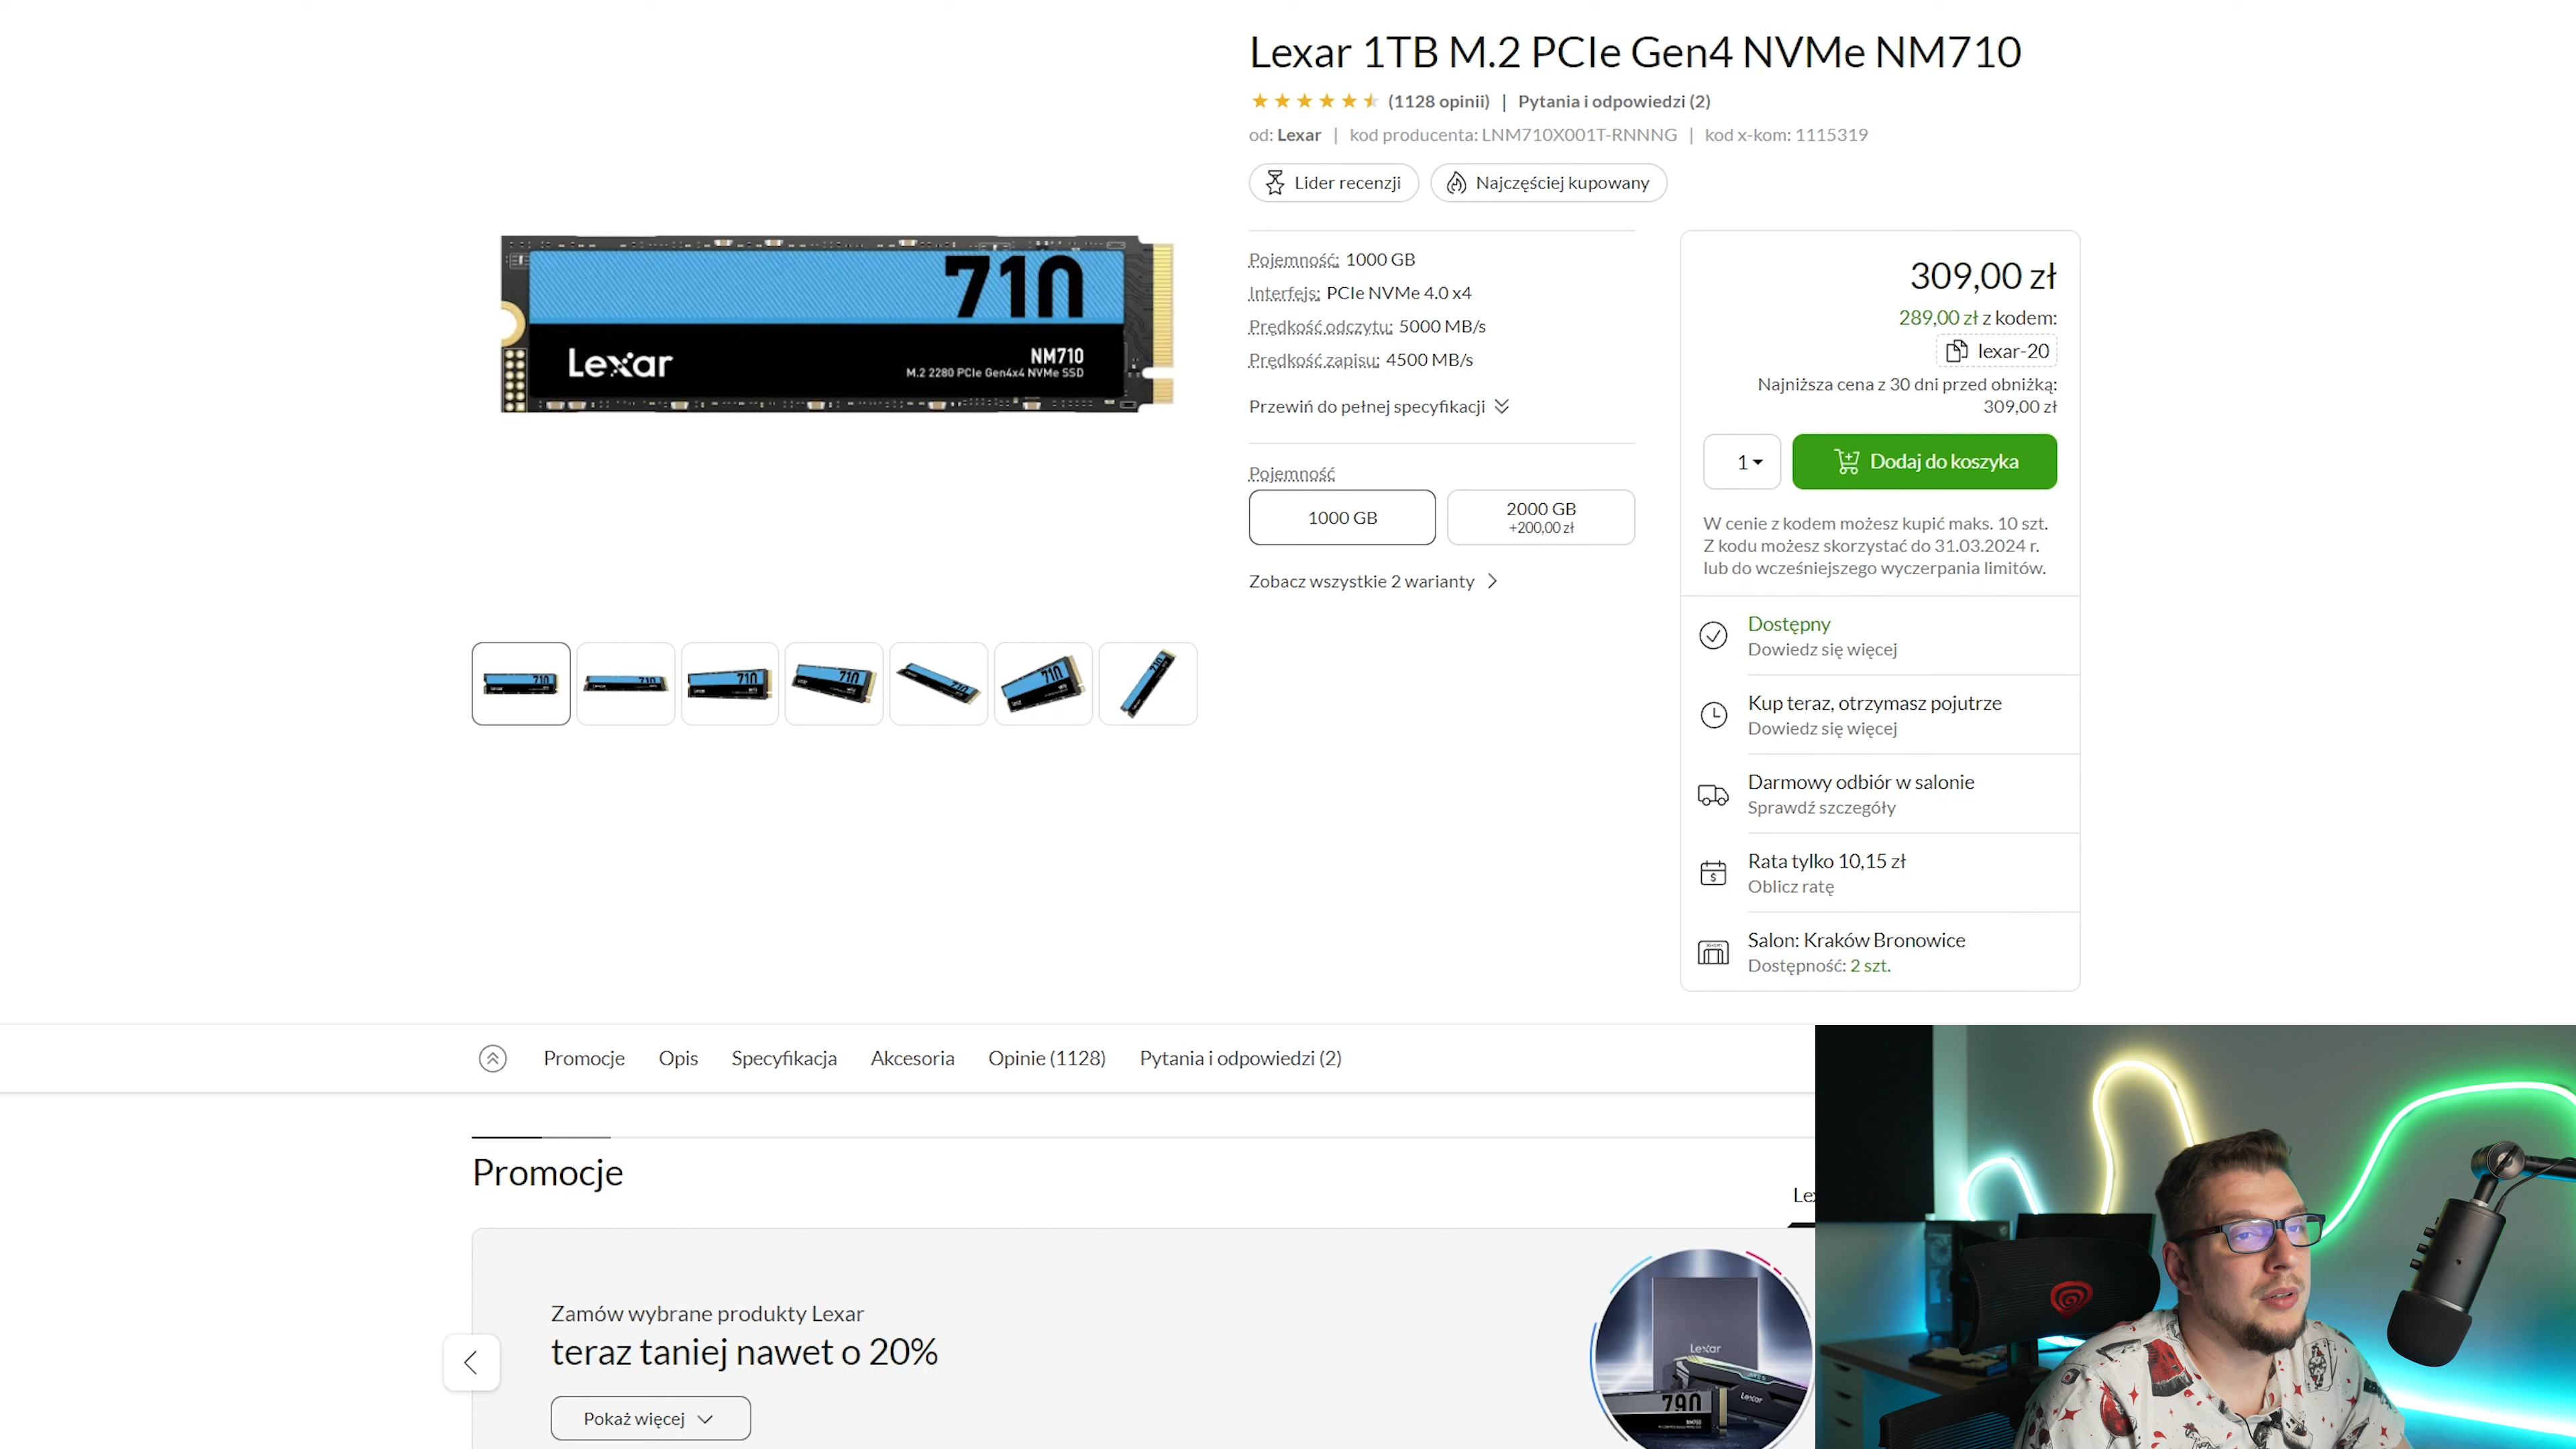 Lexar 1TB M.2 PCIe Gen4 NVMe NM710
(1128 opinii) | Pytania i odpowiedzi (2)
od: Lexar | kod producenta: LNM710X001T-RNNNG | kod x-kom: 1115319
Lider recenzji
Najczęściej kupowany
710
Lexar
NM710
M.2 2280 PCIe Gen4x4 NVMe SSD
Pojemność: 1000 GB
Interfejs: PCIe NVMe 4.0 x4
Prędkość odczytu: 5000 MB/s
Prędkość zapisu: 4500 MB/s
Przewiń do pełnej specyfikacji
Pojemność
1000 GB
2000 GB
+200,00 zł
Zobacz wszystkie 2 warianty
309,00 zł
289,00 zł z kodem:
lexar-20
Najniższa cena z 30 dni przed obniżką:
309,00 zł
1
Dodaj do koszyka
W cenie z kodem możesz kupić maks. 10 szt.
Z kodu możesz skorzystać do 31.03.2024 r.
lub do wcześniejszego wyczerpania limitów.
Dostępny
Dowiedz się więcej
Kup teraz, otrzymasz pojutrze
Dowiedz się więcej
Darmowy odbiór w salonie
Sprawdź szczegóły
Rata tylko 10,15 zł
Oblicz ratę
Salon: Kraków Bronowice
Dostępność: 2 szt.
Promocje
Opis
Specyfikacja
Akcesoria
Opinie (1128)
Pytania i odpowiedzi (2)
Promocje
Lex
Zamów wybrane produkty Lexar
teraz taniej nawet o 20%
Pokaż więcej
Lexar
Lexar
790